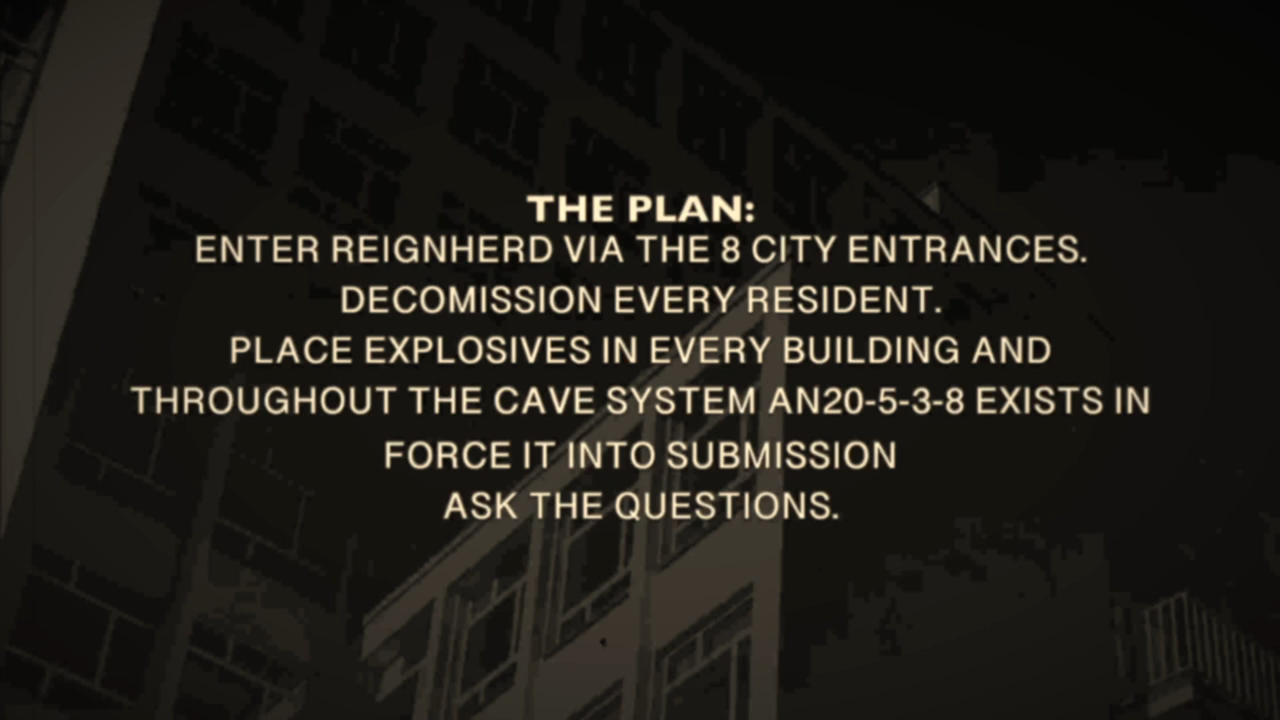 THE PLAN:
ENTER REIGNHERD VIA THE 8 CITY ENTRANCES.
DECOMISSION EVERY RESIDENT.
PLACE EXPLOSIVES IN EVERY BUILDING AND
THROUGHOUT THE CAVE SYSTEM AN20-5-3-8 EXISTS IN
FORCE IT INTO SUBMISSION
ASK THE QUESTIONS.